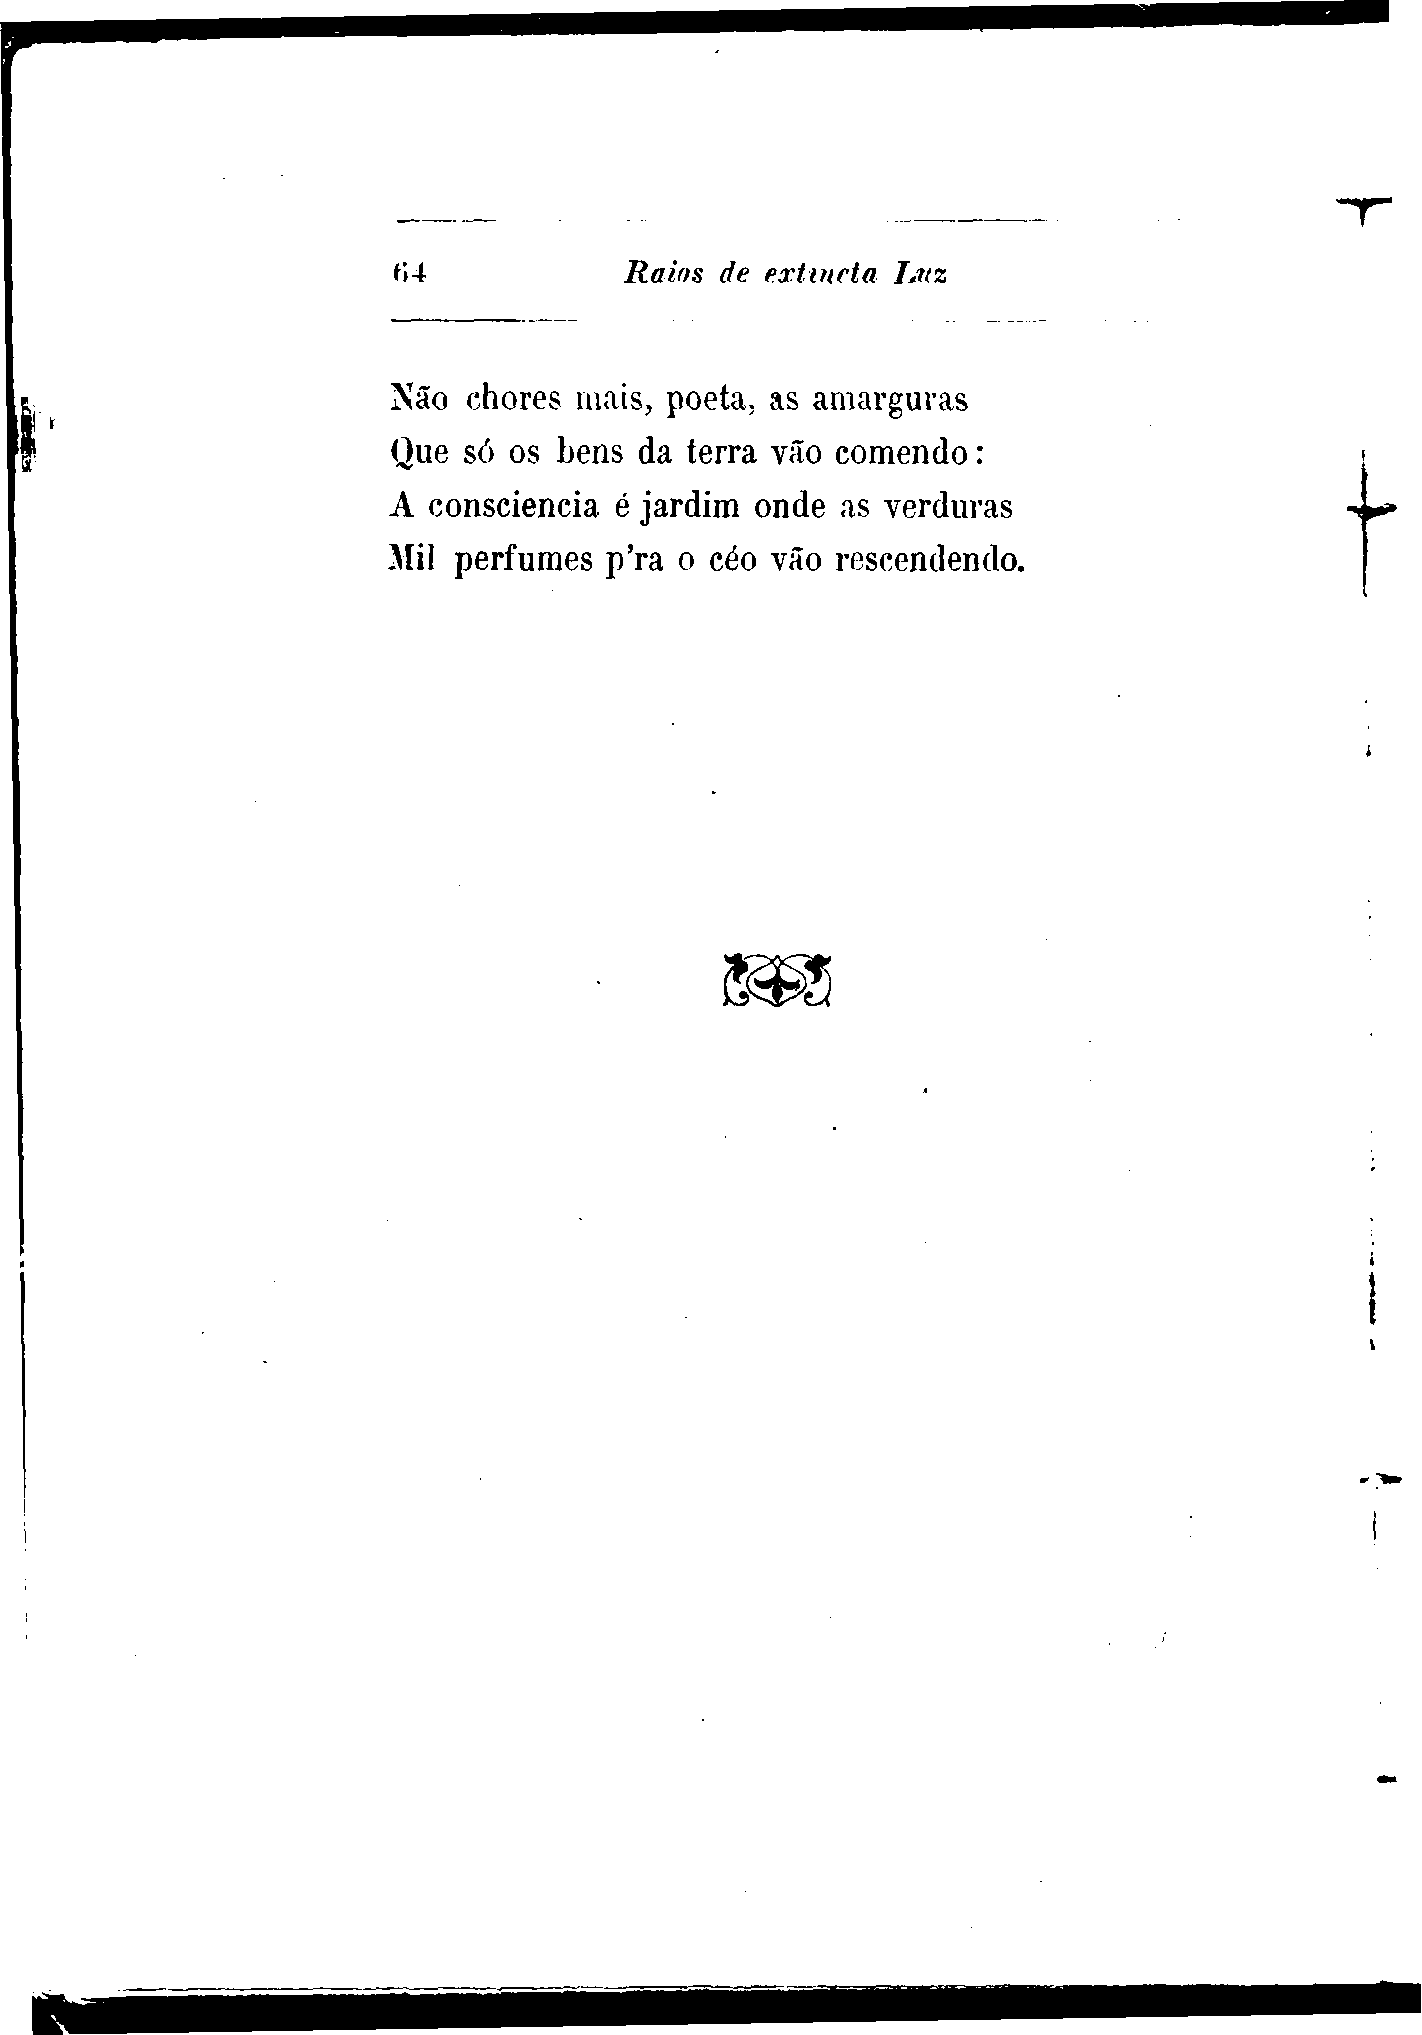 64 Raios de extincta Luz
Não chores mais, poeta, as amarguras
Que só os bens da terra vão comendo:
A consciencia é jardim onde as verduras
Mil perfumes p'ra o céo vão rescendendo.